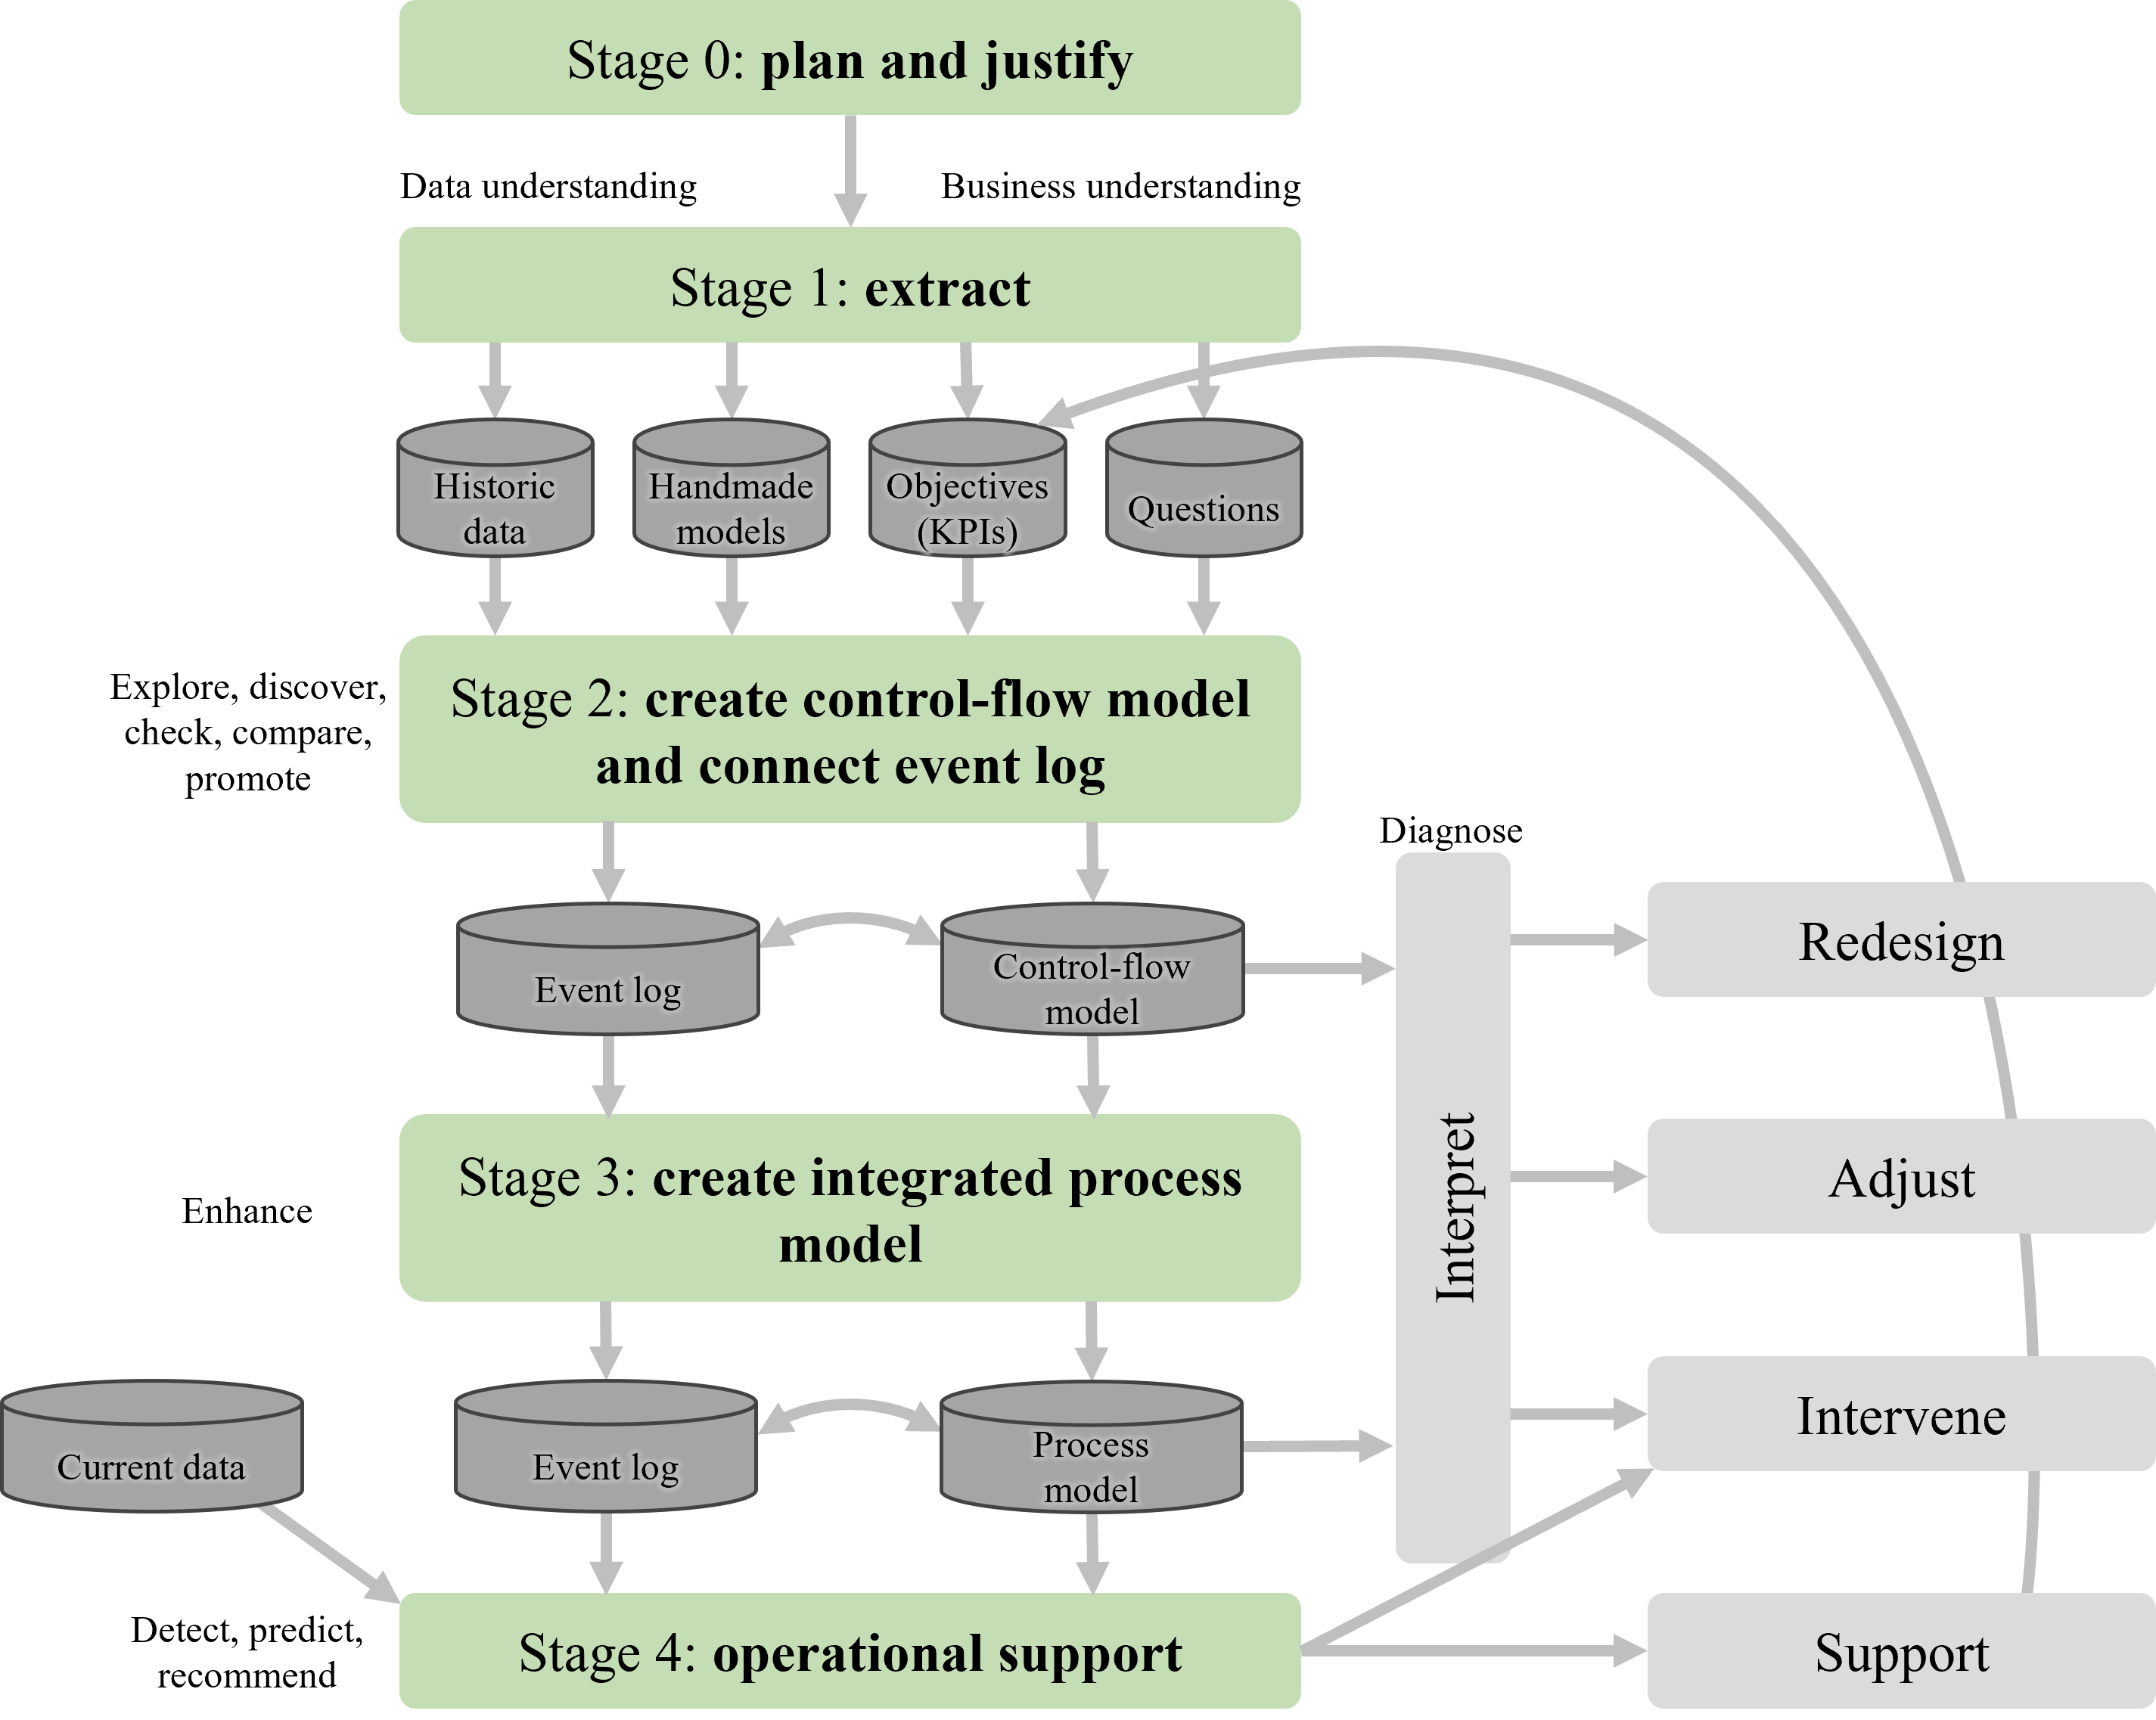 Stage 0: plan and justify
Data understanding
Business understanding
Stage 1: extract
Historic
data
Handmade
models
Objectives
(KPIs)
Questions
Explore, discover,
check, compare,
promote
Stage 2: create control-flow model
and connect event log
Diagnose
Event log
Control-flow
model
Interpret
Redesign
Adjust
Enhance
Stage 3: create integrated process
model
Current data
Event log
Process
model
Intervene
Detect, predict,
recommend
Stage 4: operational support
Support